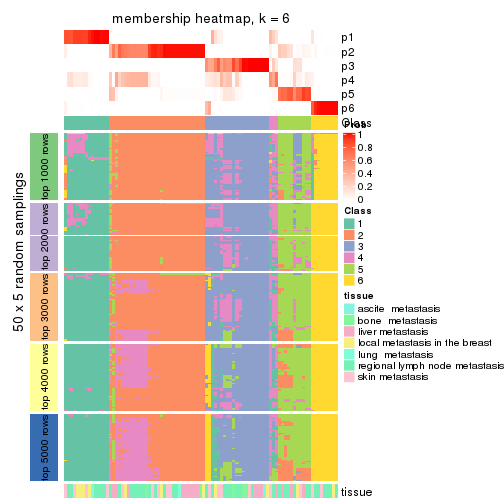 membership heatmap, k = 6
p1
p2
p3
p4
p5
p6
Class
Prob
1
0.8
0.6
0.4
0.2
0
Class
1
2
3
4
5
6
tissue
ascite metastasis
bone metastasis
liver metastasis
local metastasis in the breast
lung metastasis
regional lymph node metastasis
skin metastasis
50 x 5 random samplings
top 1000 rows
top 2000 rows
top 3000 rows
top 4000 rows
top 5000 rows
tissue